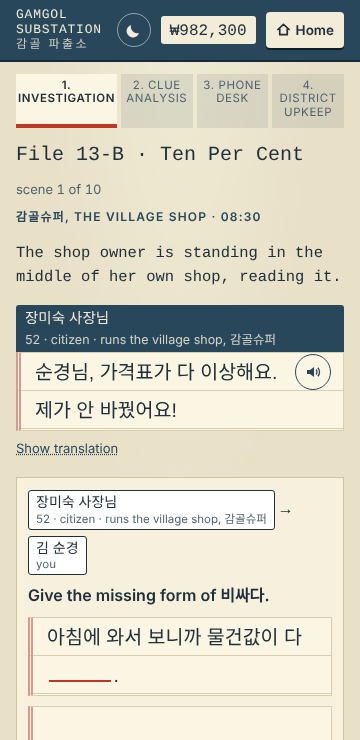 GAMGOL
SUBSTATION
감골 파출소
₩982,300
Home
1.
INVESTIGATION
2. CLUE
ANALYSIS
3. PHONE
DESK
4.
DISTRICT
UPKEEP
File 13-B · Ten Per Cent
scene 1 of 10
감골슈퍼, THE VILLAGE SHOP · 08:30
The shop owner is standing in the
middle of her own shop, reading it.
장미숙 사장님
52 · citizen · runs the village shop, 감골슈퍼
순경님, 가격표가 다 이상해요.
제가 안 바꿨어요!
Show translation
장미숙 사장님
52 · citizen · runs the village shop, 감골슈퍼
→
김 순경
you
Give the missing form of 비싸다.
아침에 와서 보니까 물건값이 다
.